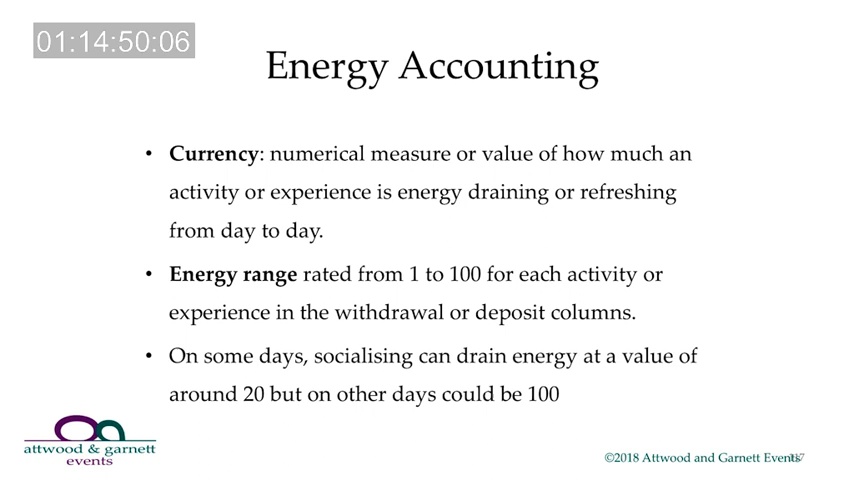 01:14:50:06
Energy Accounting
• Currency: numerical measure or value of how much an
activity or experience is energy draining or refreshing
from day to day.
• Energy range rated from 1 to 100 for each activity or
experience in the withdrawal or deposit columns.
• On some days, socialising can drain energy at a value of
around 20 but on other days could be 100
attwood & garnett
events
©2018 Attwood and Garnett Events